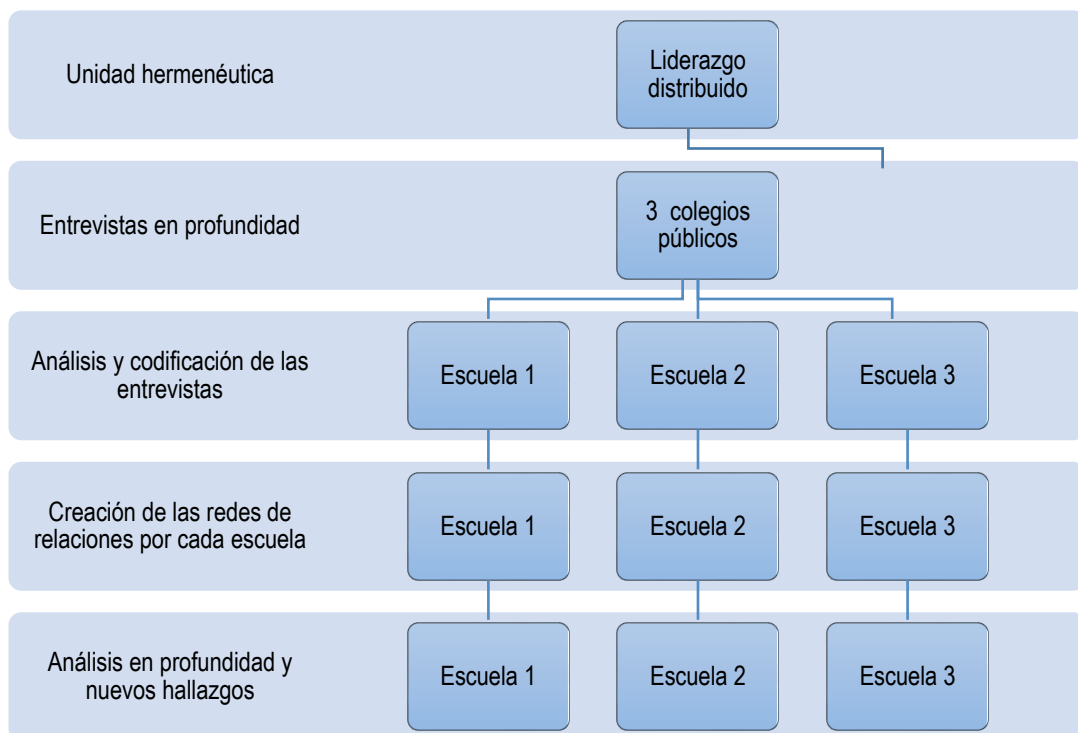 Unidad hermenéutica
Liderazgo
distribuido
Entrevistas en profundidad
3 colegios
públicos
Análisis y codificación de las
entrevistas
Escuela 1
Escuela 2
Escuela 3
Creación de las redes de
relaciones por cada escuela
Escuela 1
Escuela 2
Escuela 3
Análisis en profundidad y
nuevos hallazgos
Escuela 1
Escuela 2
Escuela 3